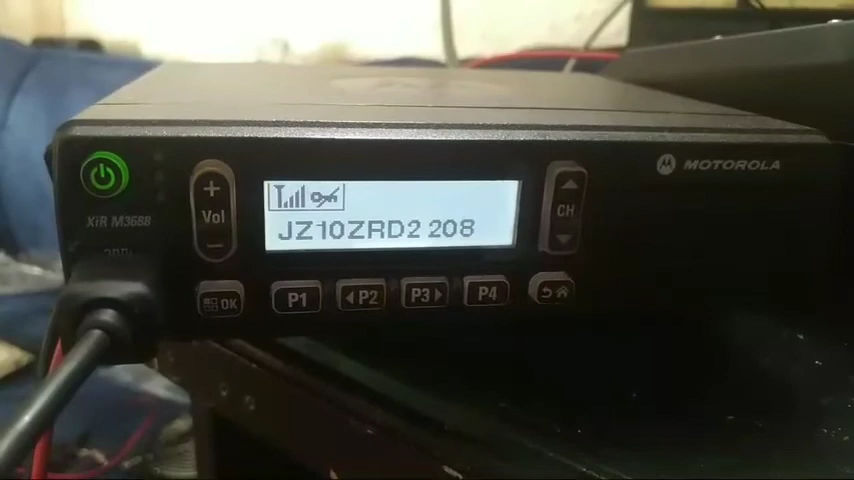 MOTOROLA
XiR M3688
+
Vol
−
JZ10ZRD2 208
CH
OK
P1
P2
P3
P4